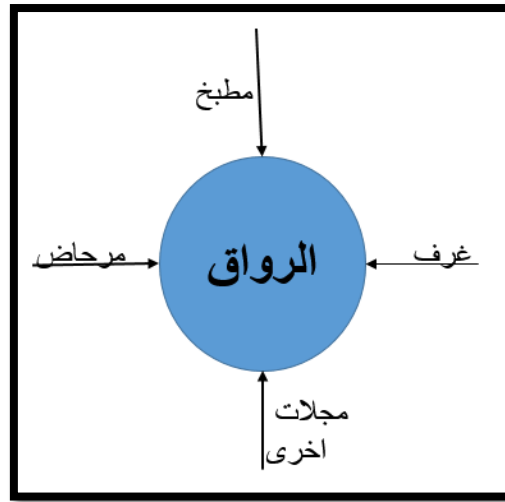 مطبخ
غرف
الرواق
مرحاض
مجلات
اخرى